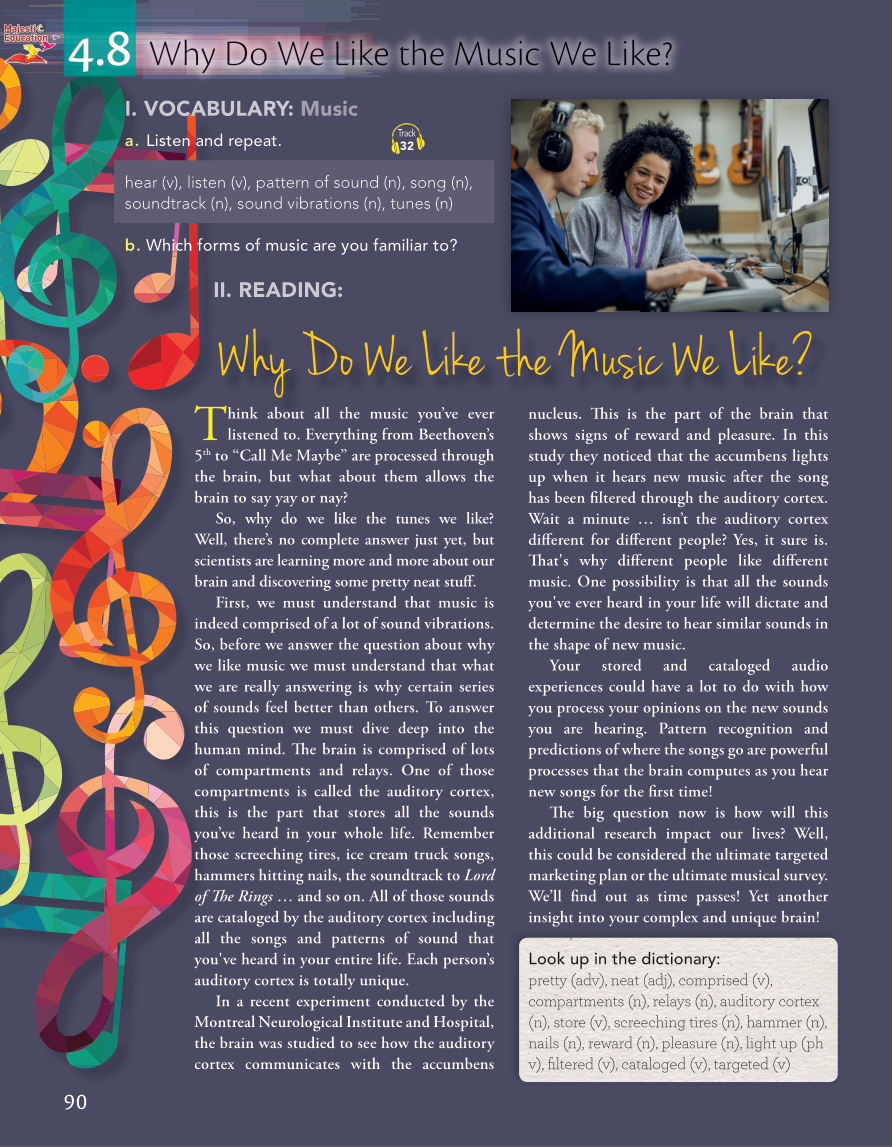 Majestic
Education
4.8 Why Do We Like the Music We Like?
I. VOCABULARY: Music
a. Listen and repeat.
Track
32
hear (v), listen (v), pattern of sound (n), song (n),
soundtrack (n), sound vibrations (n), tunes (n)
b. Which forms of music are you familiar to?
II. READING:
Why Do We Like the Music We Like?
Think about all the music you've ever
listened to. Everything from Beethoven's
5th to “Call Me Maybe” are processed through
the brain, but what about them allows the
brain to say yay or nay?
So, why do we like the tunes we like?
Well, there's no complete answer just yet, but
scientists are learning more and more about our
brain and discovering some pretty neat stuff.
First, we must understand that music is
indeed comprised of a lot of sound vibrations.
So, before we answer the question about why
we like music we must understand that what
we are really answering is why certain series
of sounds feel better than others. To answer
this question we must dive deep into the
human mind. The brain is comprised of lots
of compartments and relays. One of those
compartments is called the auditory cortex,
this is the part that stores all the sounds
you've heard in your whole life. Remember
those screeching tires, ice cream truck songs,
hammers hitting nails, the soundtrack to Lord
of The Rings … and so on. All of those sounds
are cataloged by the auditory cortex including
all the songs and patterns of sound that
you've heard in your entire life. Each person's
auditory cortex is totally unique.
In a recent experiment conducted by the
Montreal Neurological Institute and Hospital,
the brain was studied to see how the auditory
cortex communicates with the accumbens
nucleus. This is the part of the brain that
shows signs of reward and pleasure. In this
study they noticed that the accumbens lights
up when it hears new music after the song
has been filtered through the auditory cortex.
Wait a minute … isn't the auditory cortex
different for different people? Yes, it sure is.
That's why different people like different
music. One possibility is that all the sounds
you've ever heard in your life will dictate and
determine the desire to hear similar sounds in
the shape of new music.
Your stored and cataloged audio
experiences could have a lot to do with how
you process your opinions on the new sounds
you are hearing. Pattern recognition and
predictions of where the songs go are powerful
processes that the brain computes as you hear
new songs for the first time!
The big question now is how will this
additional research impact our lives? Well,
this could be considered the ultimate targeted
marketing plan or the ultimate musical survey.
We'll find out as time passes! Yet another
insight into your complex and unique brain!
Look up in the dictionary:
pretty (adv), neat (adj), comprised (v),
compartments (n), relays (n), auditory cortex
(n), store (v), screeching tires (n), hammer (n),
nails (n), reward (n), pleasure (n), light up (ph
v), filtered (v), cataloged (v), targeted (v)
90